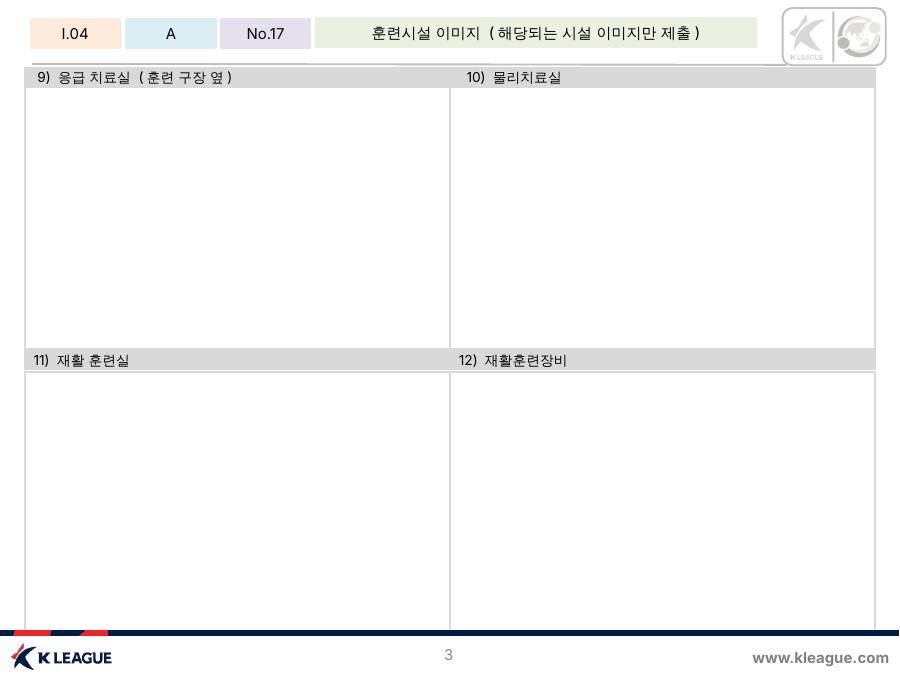 I.04
A
No.17
훈련시설 이미지 ( 해당되는 시설 이미지만 제출 )
K LEAGUE
9) 응급 치료실 ( 훈련 구장 옆 )
10) 물리치료실
11) 재활 훈련실
12) 재활훈련장비
K LEAGUE
3
www.kleague.com